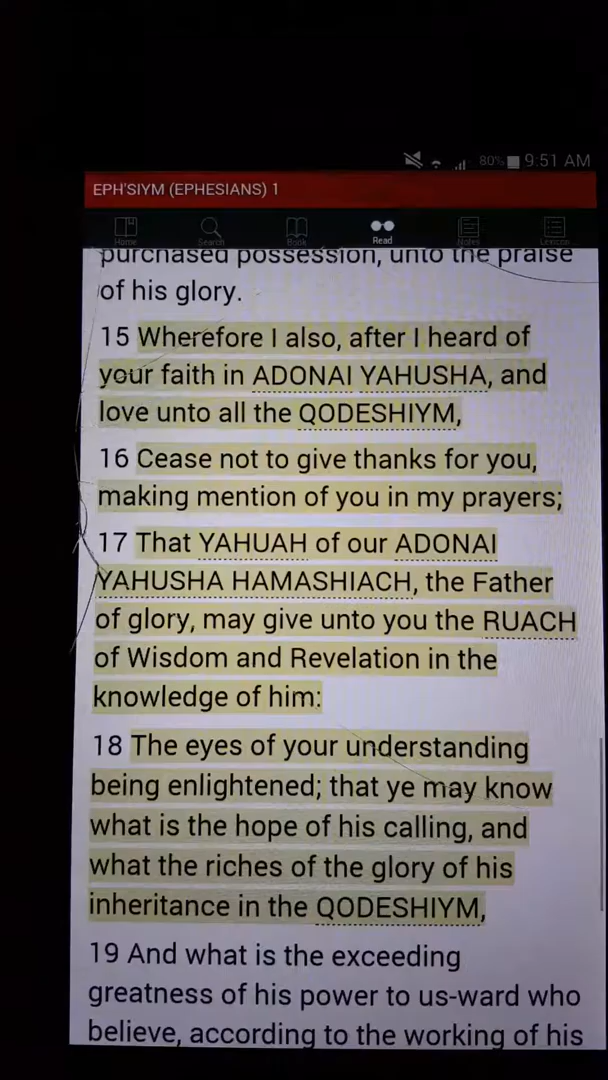 80% 9:51 AM
EPH'SIYM (EPHESIANS) 1
Home Search Book Read Notes Lexicon
purchased possession, unto the praise
of his glory.
15 Wherefore I also, after I heard of
your faith in ADONAI YAHUSHA, and
love unto all the QODESHIYM,
16 Cease not to give thanks for you,
making mention of you in my prayers;
17 That YAHUAH of our ADONAI
YAHUSHA HAMASHIACH, the Father
of glory, may give unto you the RUACH
of Wisdom and Revelation in the
knowledge of him:
18 The eyes of your understanding
being enlightened; that ye may know
what is the hope of his calling, and
what the riches of the glory of his
inheritance in the QODESHIYM,
19 And what is the exceeding
greatness of his power to us-ward who
believe, according to the working of his